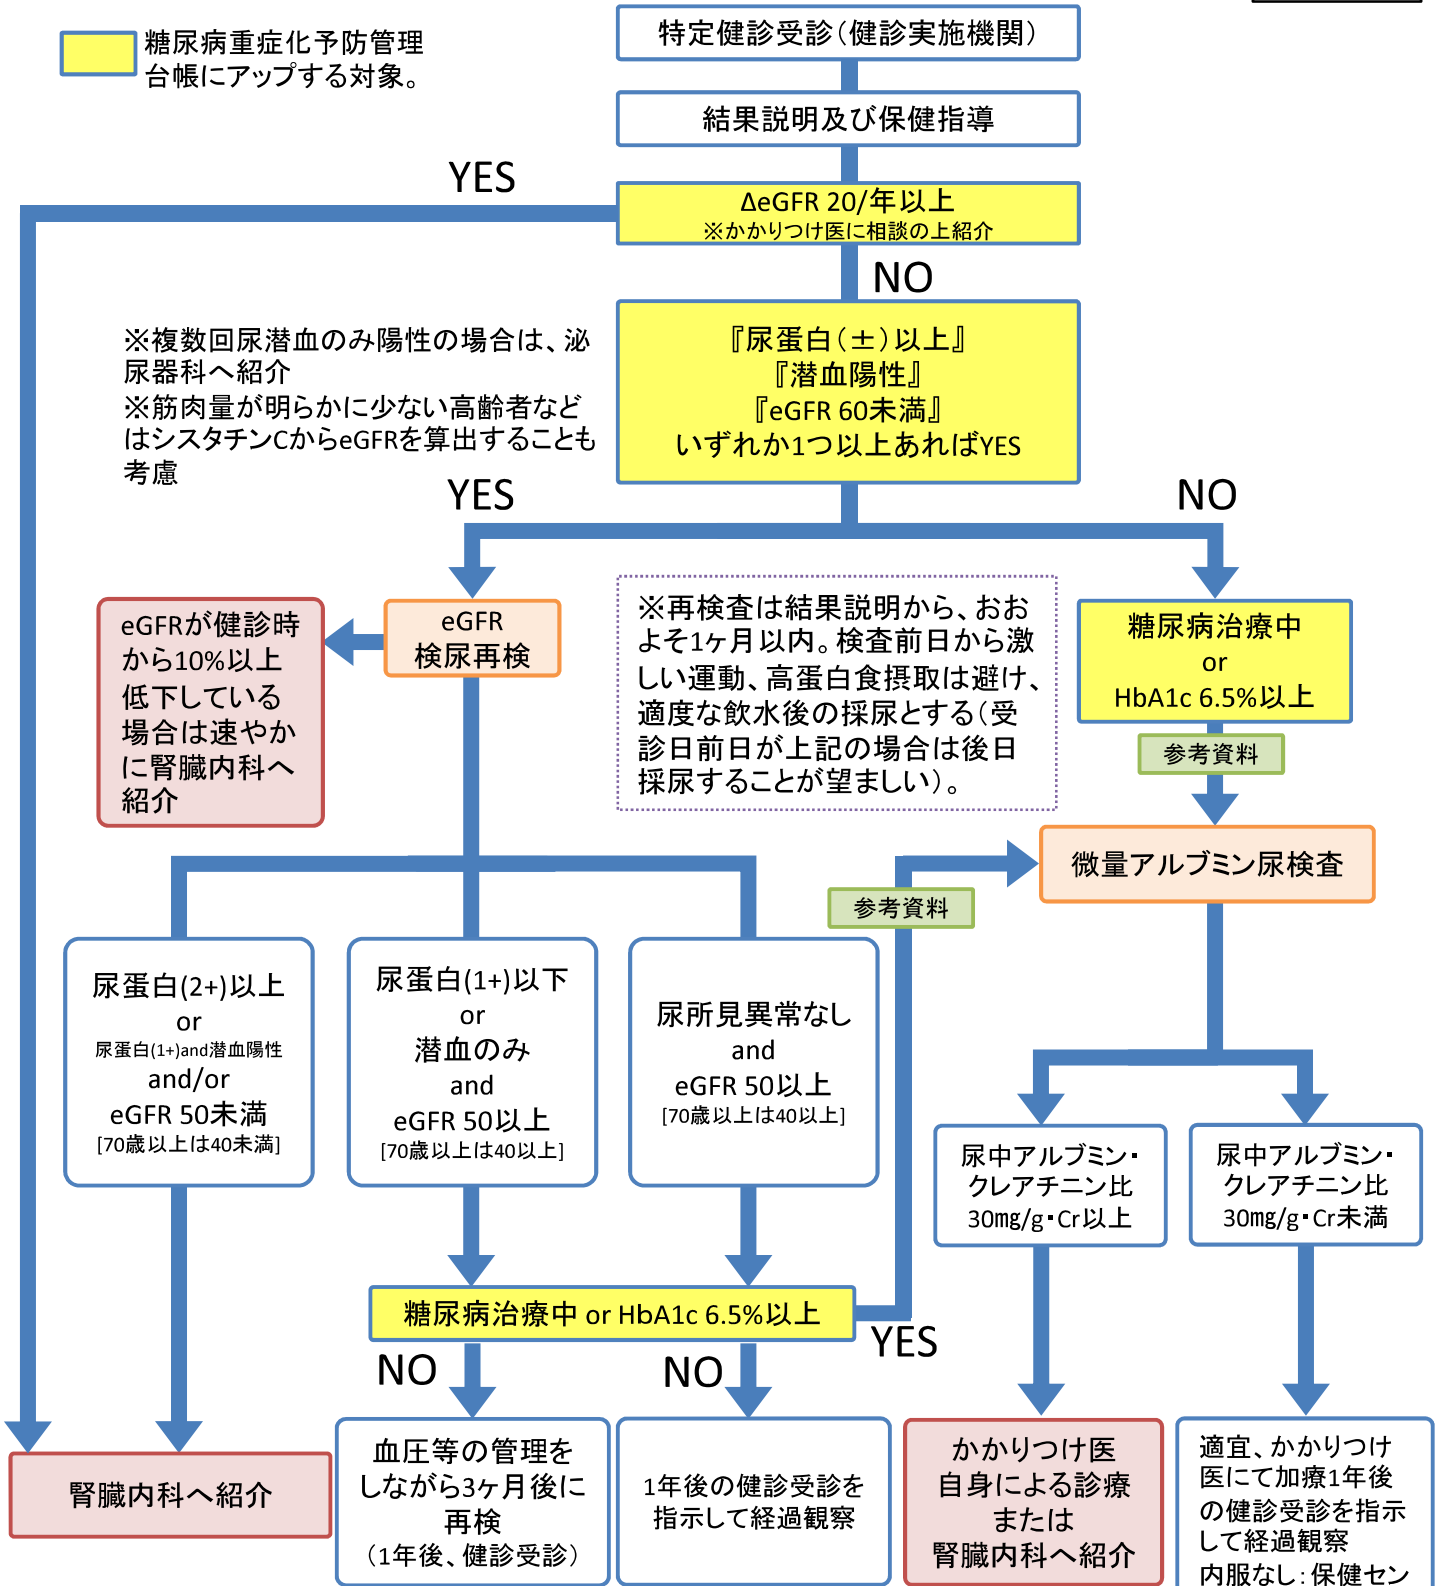 糖尿病重症化予防管理
台帳にアップする対象。
特定健診受診（健診実施機関）
結果説明及び保健指導
YES
ΔeGFR 20/年以上
※かかりつけ医に相談の上紹介
NO
※複数回尿潜血のみ陽性の場合は、泌
尿器科へ紹介
※筋肉量が明らかに少ない高齢者など
はシスタチンCからeGFRを算出することも
考慮
『尿蛋白（±）以上』
『潜血陽性』
『eGFR 60未満』
いずれか1つ以上あればYES
YES
NO
eGFRが健診時
から10%以上
低下している
場合は速やか
に腎臓内科へ
紹介
eGFR
検尿再検
※再検査は結果説明から、おお
よそ1ヶ月以内。検査前日から激
しい運動、高蛋白食摂取は避け、
適度な飲水後の採尿とする（受
診日前日が上記の場合は後日
採尿することが望ましい）。
糖尿病治療中
or
HbA1c 6.5%以上
参考資料
微量アルブミン尿検査
参考資料
尿蛋白(2+)以上
or
尿蛋白(1+)and潜血陽性
and/or
eGFR 50未満
[70歳以上は40未満]
尿蛋白(1+)以下
or
潜血のみ
and
eGFR 50以上
[70歳以上は40以上]
尿所見異常なし
and
eGFR 50以上
[70歳以上は40以上]
尿中アルブミン・
クレアチニン比
30㎎/g・Cr以上
尿中アルブミン・
クレアチニン比
30㎎/g・Cr未満
糖尿病治療中 or HbA1c 6.5%以上
YES
NO
NO
腎臓内科へ紹介
血圧等の管理を
しながら3ヶ月後に
再検
（1年後、健診受診）
1年後の健診受診を
指示して経過観察
かかりつけ医
自身による診療
または
腎臓内科へ紹介
適宜、かかりつけ
医にて加療1年後
の健診受診を指示
して経過観察
内服なし：保健セン